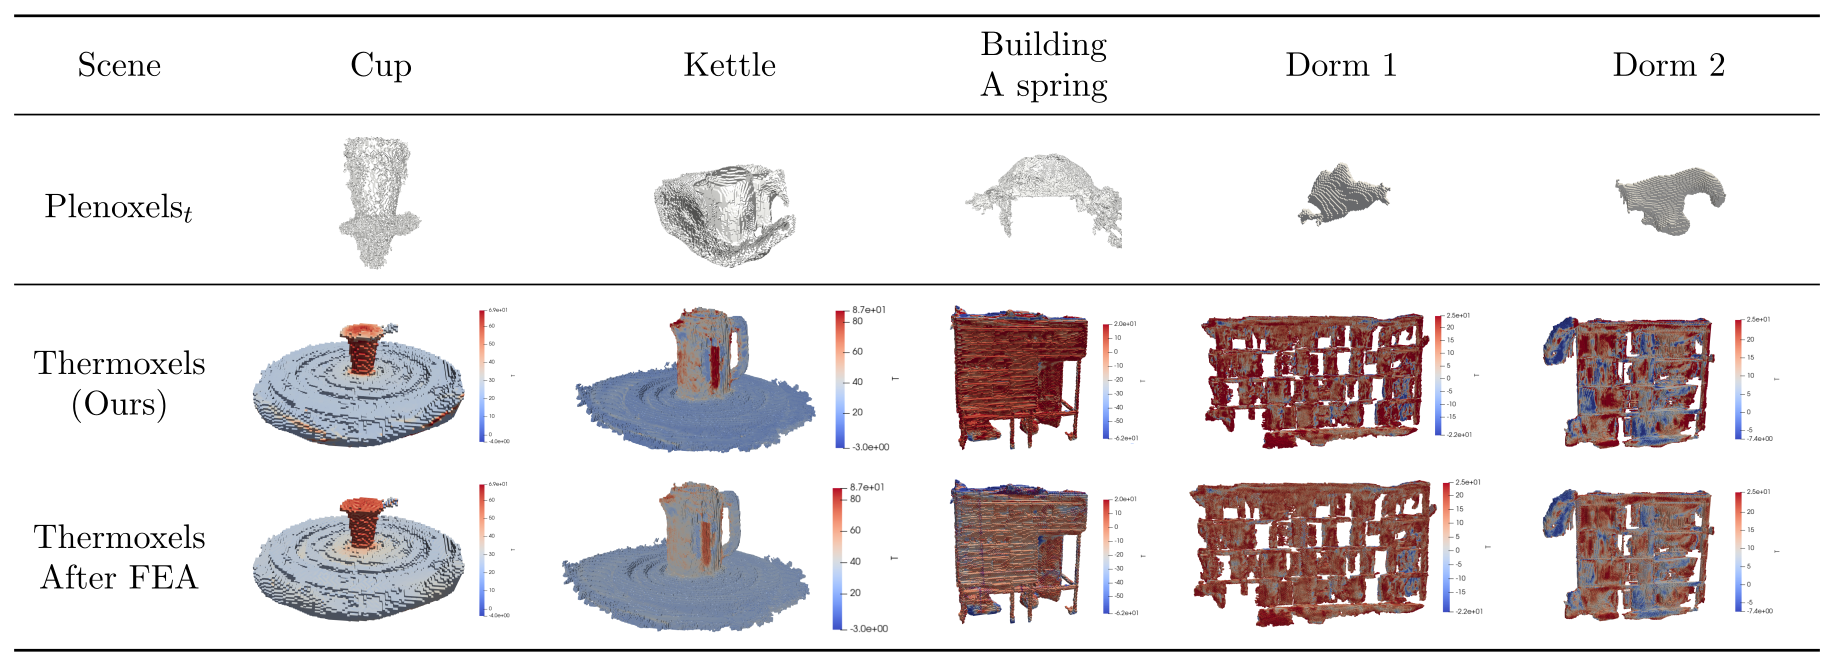 Scene Cup Kettle Building A spring Dorm 1 Dorm 2
Plenoxelst
Thermoxels (Ours)
6.9e+01 60 50 40 30 20 10 0 -4.0e+00 T
8.7e+01 80 60 40 20 -3.0e+00 T
2.0e+01 10 0 -10 -20 -30 -40 -50 -6.2e+01 T
2.5e+01 20 15 10 5 0 -5 -10 -15 -2.2e+01 T
2.5e+01 20 15 10 5 0 -5 -7.4e+00 T
Thermoxels After FEA
6.9e+01 60 50 40 30 20 10 0 -4.0e+00 T
8.7e+01 80 60 40 20 -3.0e+00 T
2.0e+01 10 0 -10 -20 -30 -40 -50 -6.2e+01 T
2.5e+01 20 15 10 5 0 -5 -10 -15 -2.2e+01 T
2.5e+01 20 15 10 5 0 -5 -7.4e+00 T